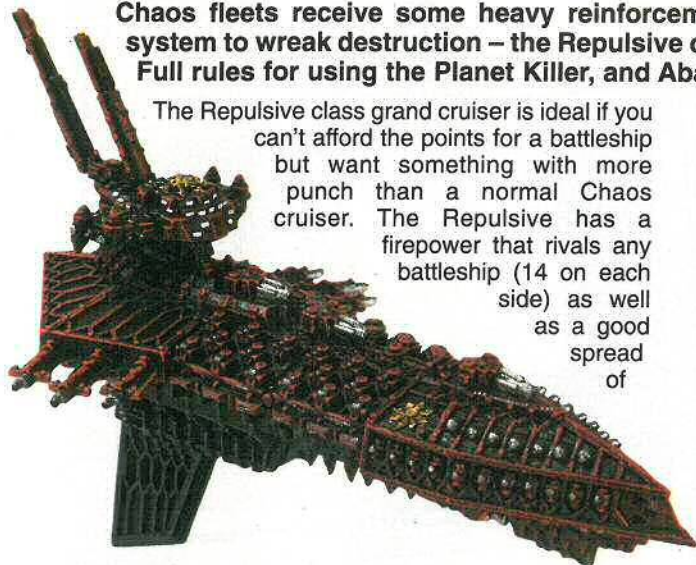 Chaos fleets receive some heavy
system to wreak destruction – the Repulsive
Full rules for using the Planet Killer, and
The Repulsive class grand cruiser is ideal if you
can't afford the points for a battleship
but want something with more
punch than a normal Chaos
cruiser. The Repulsive has a
firepower that rivals any
battleship (14 on each
side) as well
as a good
spread
of